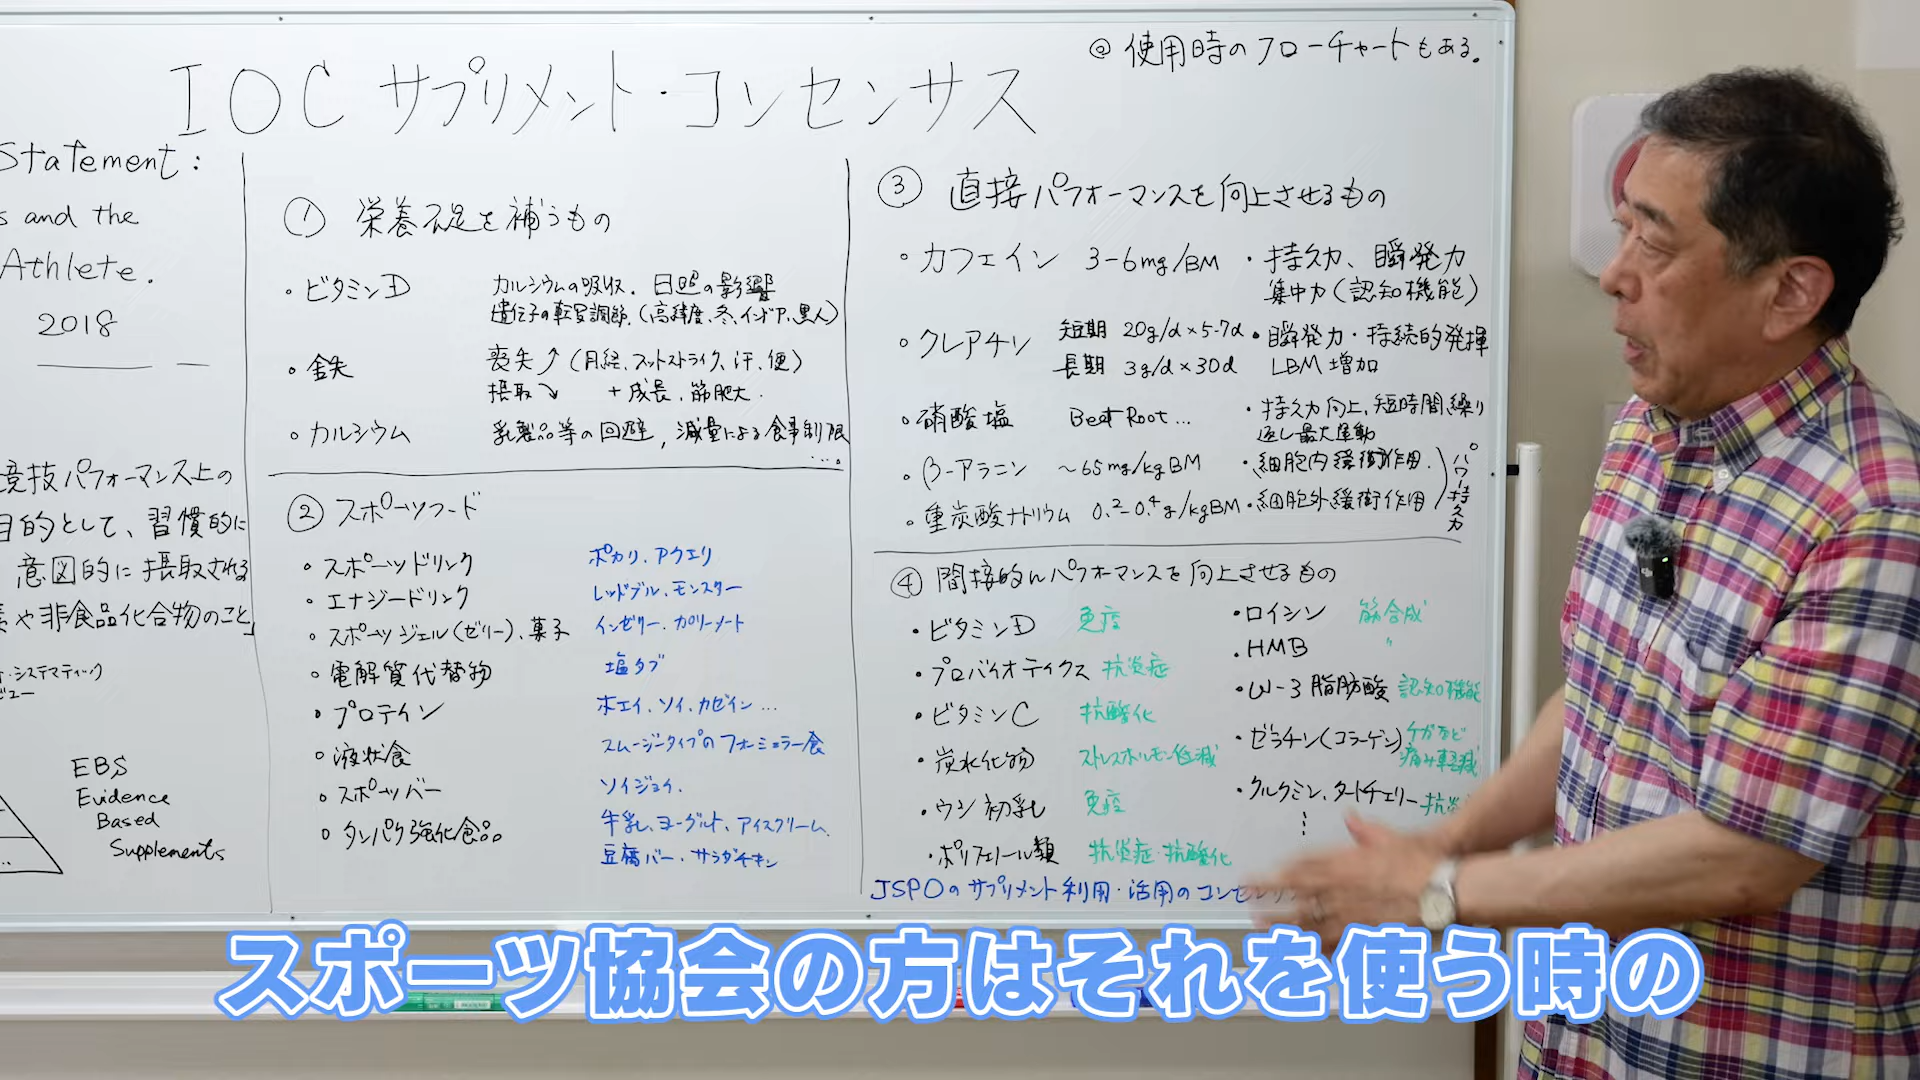 IOC サプリメント・コンセンサス
@ 使用時のフローチャートもある。
Statement:
s and the
Athlete.
2018
競技パフォーマンス上の
目的として、習慣的に
意図的に摂取される
素や非食品化合物のこと」
・システマティック
ビュー
EBS
Evidence
Based
Supplements
① 栄養不足を補うもの
・ビタミンD カルシウムの吸収、日照の影響
遺伝子の転写調節、(高緯度、冬、インドア、黒人)
・鉄 喪失↗(月経、フットストライク、汗、便)
摂取↘ +成長、筋肥大.
・カルシウム 乳製品等の回避, 減量による食事制限
…。
② スポーツフード
・スポーツドリンク ポカリ、アクエリ
・エナジードリンク レッドブル、モンスター
・スポーツジェル(ゼリー)、菓子 インゼリー、カロリーメート
・電解質代替物 塩タブ
・プロテイン ホエイ、ソイ、カゼイン…
・液状食 スムージータイプのフォーミュラー食
・スポーツバー ソイジョイ.
・タンパク強化食品 牛乳、ヨーグルト、アイスクリーム、
豆腐バー、サラダチキン
③ 直接パフォーマンスを向上させるもの
・カフェイン 3-6mg/BM ・持久力、瞬発力
集中力(認知機能)
・クレアチン 短期 20g/d×5-7d ・瞬発力・持続的発揮
長期 3g/d×30d LBM増加
・硝酸塩 Beet Root… ・持久力向上、短時間、繰り
返し最大運動
・β-アラニン ~65mg/kgBM ・細胞内緩衝作用.
・重炭酸ナトリウム 0.2-0.4g/kgBM ・細胞外緩衝作用
パワー持久力
④ 間接的にパフォーマンスを向上させるもの
・ビタミンD 免疫
・プロバイオティクス 抗炎症
・ビタミンC 抗酸化
・炭水化物 ストレスホルモン低減
・ウシ初乳 免疫
・ポリフェノール類 抗炎症・抗酸化
・ロイシン 筋合成
・HMB 〃
・ω-3脂肪酸 認知機能
・ゼラチン(コラーゲン) ケガなど
痛み軽減
・クルクミン、タートチェリー 抗炎
JSPOのサプリメント利用・活用のコンセンサ
スポーツ協会の方はそれを使う時の